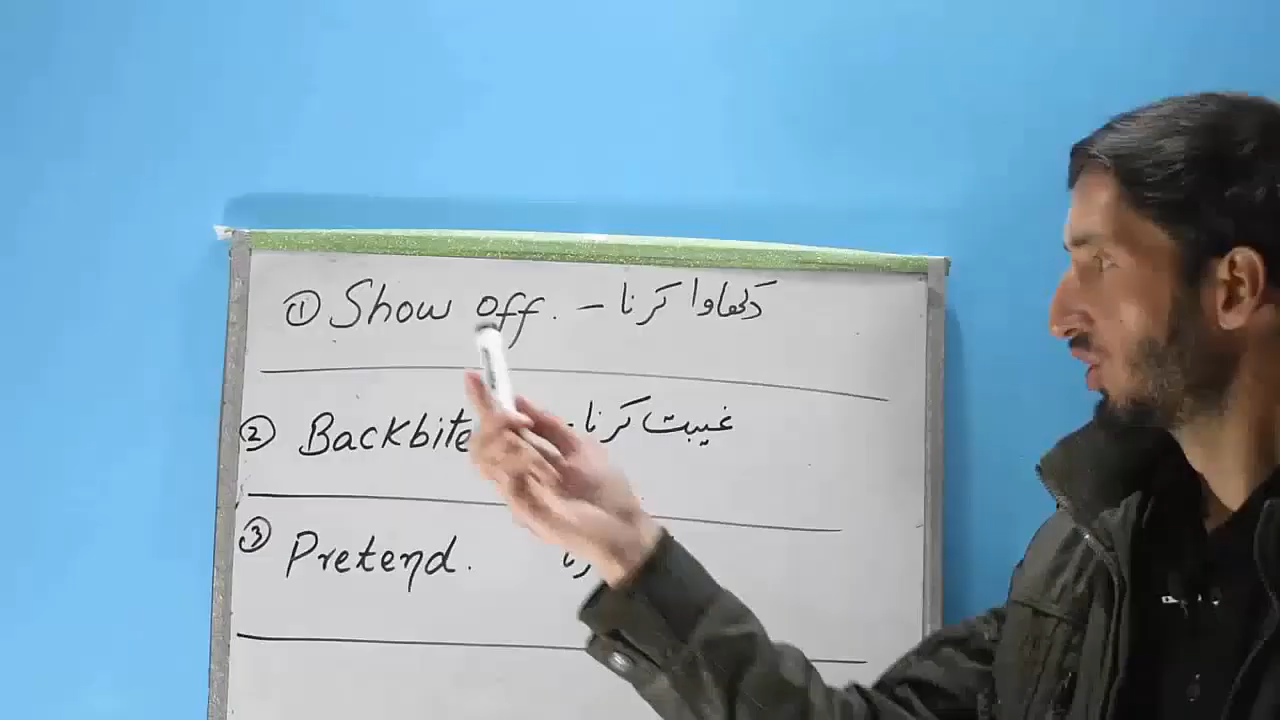 ① Show off. – دکھاوا کرنا
② Backbite - غیبت کرنا
③ Pretend.